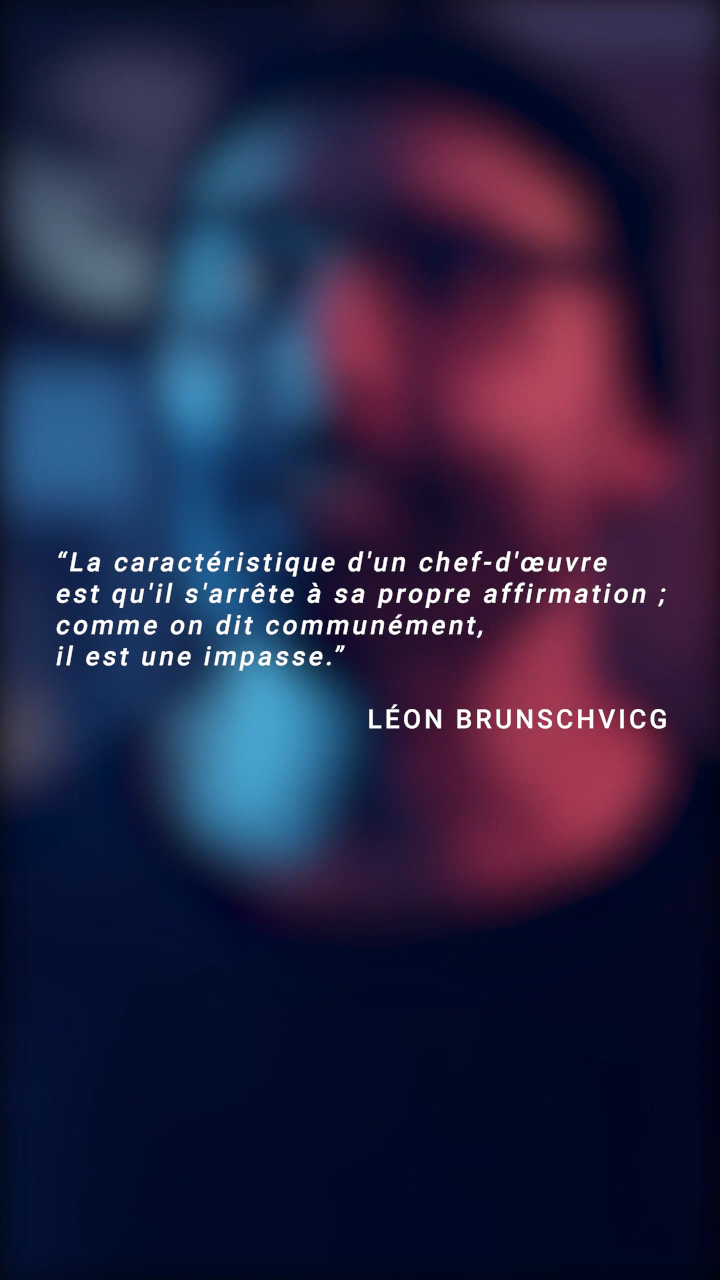 “La caractéristique d'un chef-d'œuvre
est qu'il s'arrête à sa propre affirmation ;
comme on dit communément,
il est une impasse.”
LÉON BRUNSCHVICG